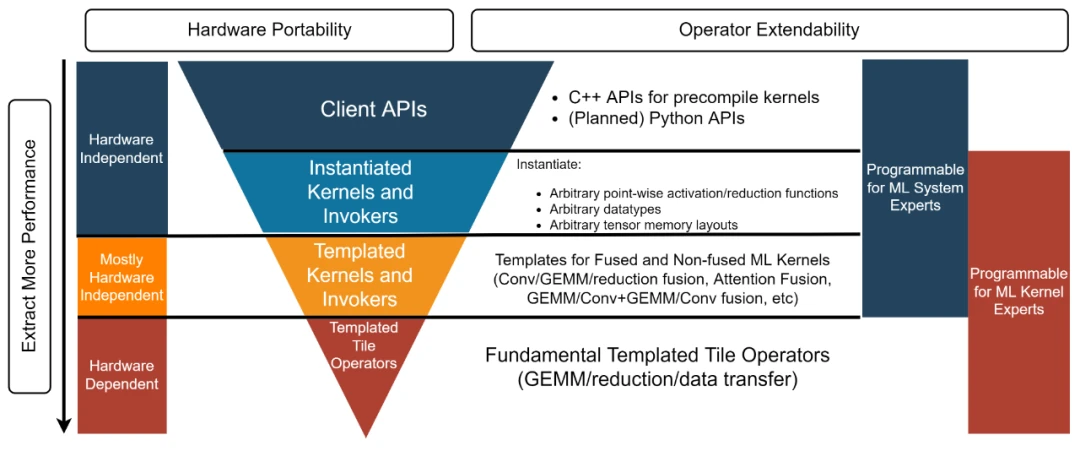 Hardware Portability
Operator Extendability
Extract More Performance
Hardware
Independent
Client APIs
• C++ APIs for precompile kernels
• (Planned) Python APIs
Instantiated
Kernels and
Invokers
Instantiate:
• Arbitrary point-wise activation/reduction functions
• Arbitrary datatypes
• Arbitrary tensor memory layouts
Programmable
for ML System
Experts
Mostly
Hardware
Independent
Templated
Kernels and
Invokers
Templates for Fused and Non-fused ML Kernels
(Conv/GEMM/reduction fusion, Attention Fusion,
GEMM/Conv+GEMM/Conv fusion, etc)
Programmable
for ML Kernel
Experts
Hardware
Dependent
Templated
Tile
Operators
Fundamental Templated Tile Operators
(GEMM/reduction/data transfer)